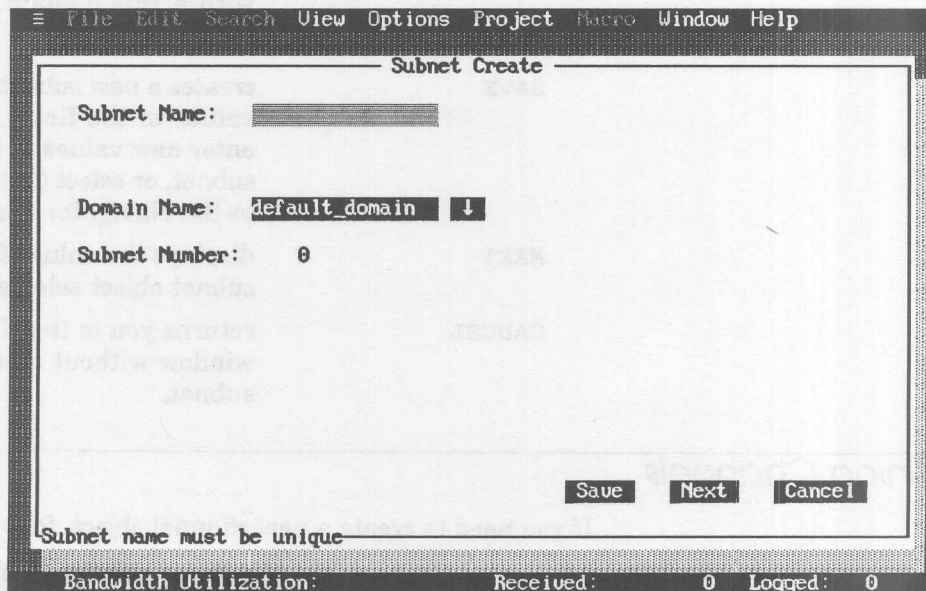 ≡ File Edit Search View Options Project Macro Window Help
Subnet Create
Subnet Name:
Domain Name: default_domain ↓
Subnet Number: 0
Save Next Cancel
Subnet name must be unique
Bandwidth Utilization: Received: 0 Logged: 0